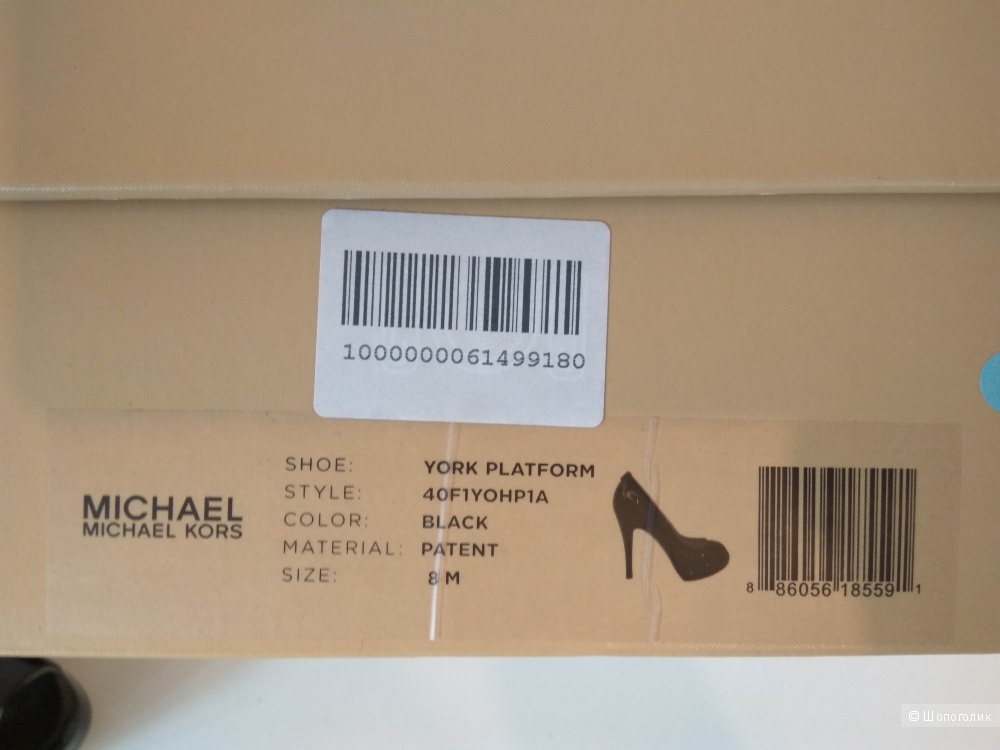 1000000061499180
MICHAEL
MICHAEL KORS
SHOE: YORK PLATFORM
STYLE: 40F1YOHP1A
COLOR: BLACK
MATERIAL: PATENT
SIZE: 8 M
8 86056 18559 1
© Шопоголик